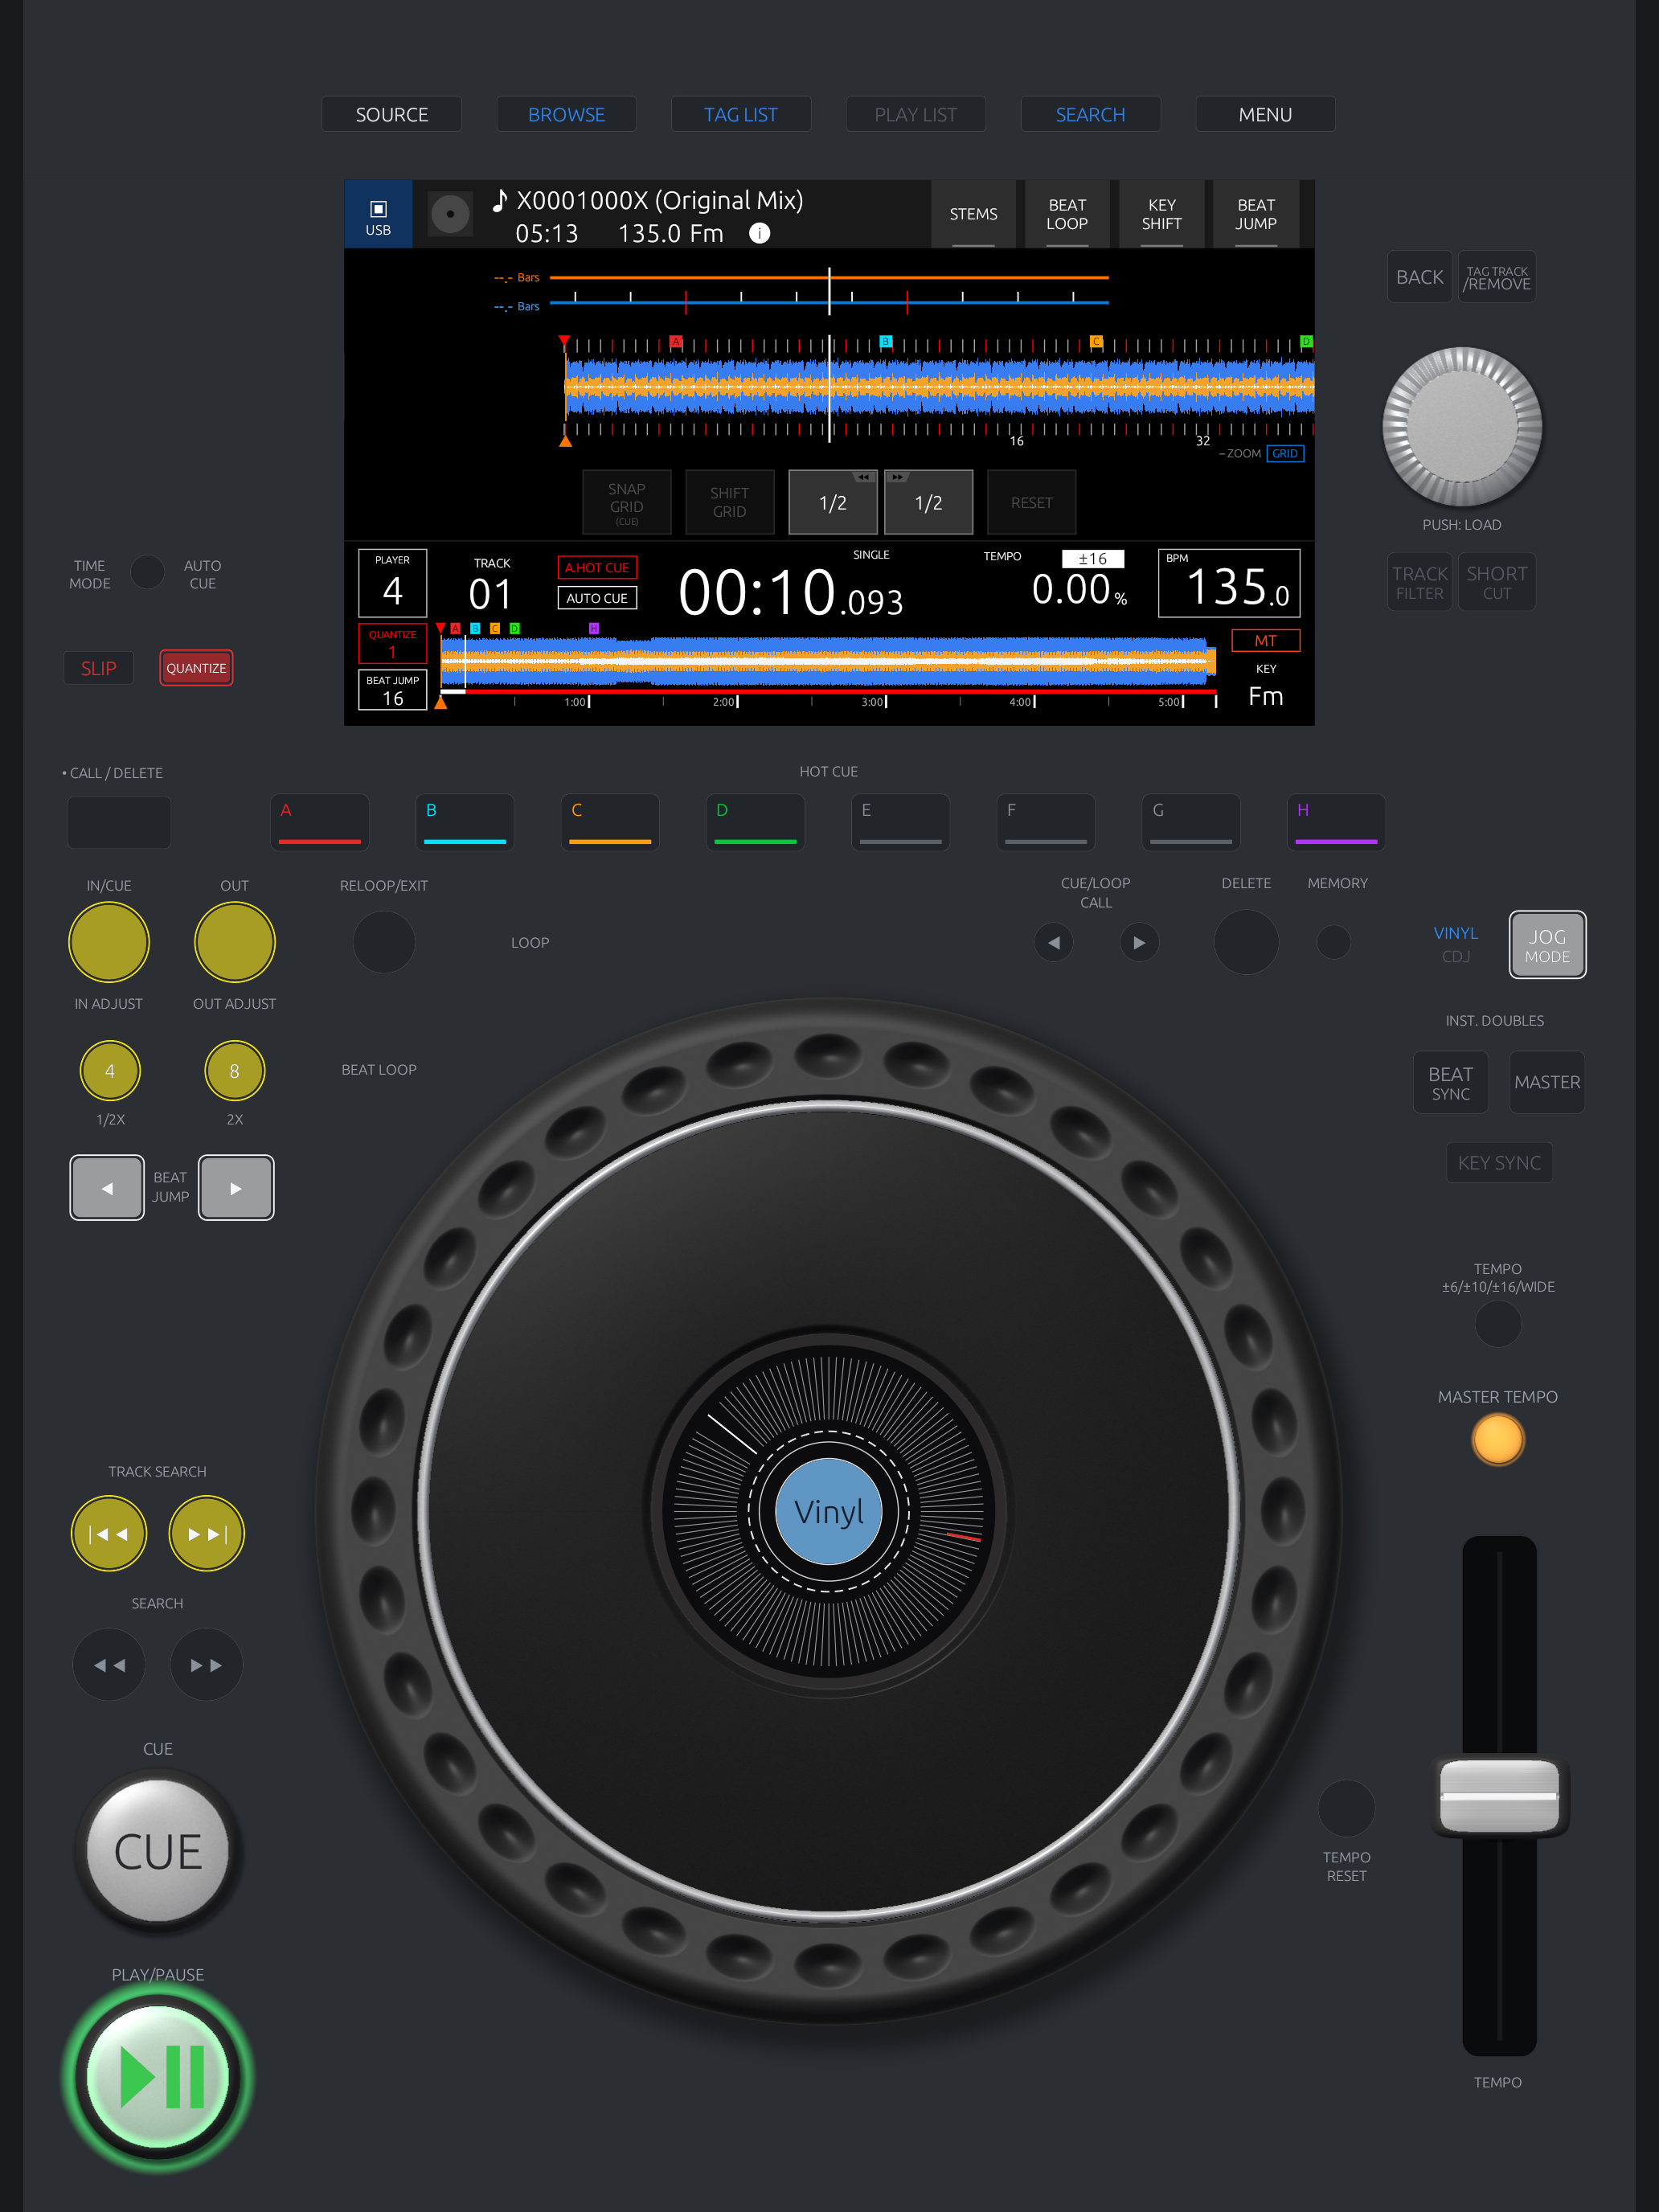 SOURCE
BROWSE
TAG LIST
PLAY LIST
SEARCH
MENU
USB
X0001000X (Original Mix)
05:13 135.0 Fm i
STEMS
BEAT
LOOP
KEY
SHIFT
BEAT
JUMP
--.- Bars
--.- Bars
A
B
C
D
16
32
–ZOOM GRID
SNAP
GRID
(CUE)
SHIFT
GRID
1/2
1/2
RESET
BACK
TAG TRACK
/REMOVE
PUSH: LOAD
TRACK
FILTER
SHORT
CUT
TIME
MODE
AUTO
CUE
SLIP
QUANTIZE
PLAYER
4
TRACK
01
A.HOT CUE
AUTO CUE
SINGLE
00:10.093
TEMPO
±16
0.00%
BPM
135.0
QUANTIZE
1
BEAT JUMP
16
A
B
C
D
H
1:00
2:00
3:00
4:00
5:00
MT
KEY
Fm
• CALL / DELETE
HOT CUE
A
B
C
D
E
F
G
H
IN/CUE
OUT
RELOOP/EXIT
LOOP
IN ADJUST
OUT ADJUST
4
8
BEAT LOOP
1/2X
2X
BEAT
JUMP
CUE/LOOP
CALL
DELETE
MEMORY
VINYL
CDJ
JOG
MODE
INST. DOUBLES
BEAT
SYNC
MASTER
KEY SYNC
TEMPO
±6/±10/±16/WIDE
MASTER TEMPO
Vinyl
TRACK SEARCH
SEARCH
CUE
CUE
PLAY/PAUSE
TEMPO
RESET
TEMPO